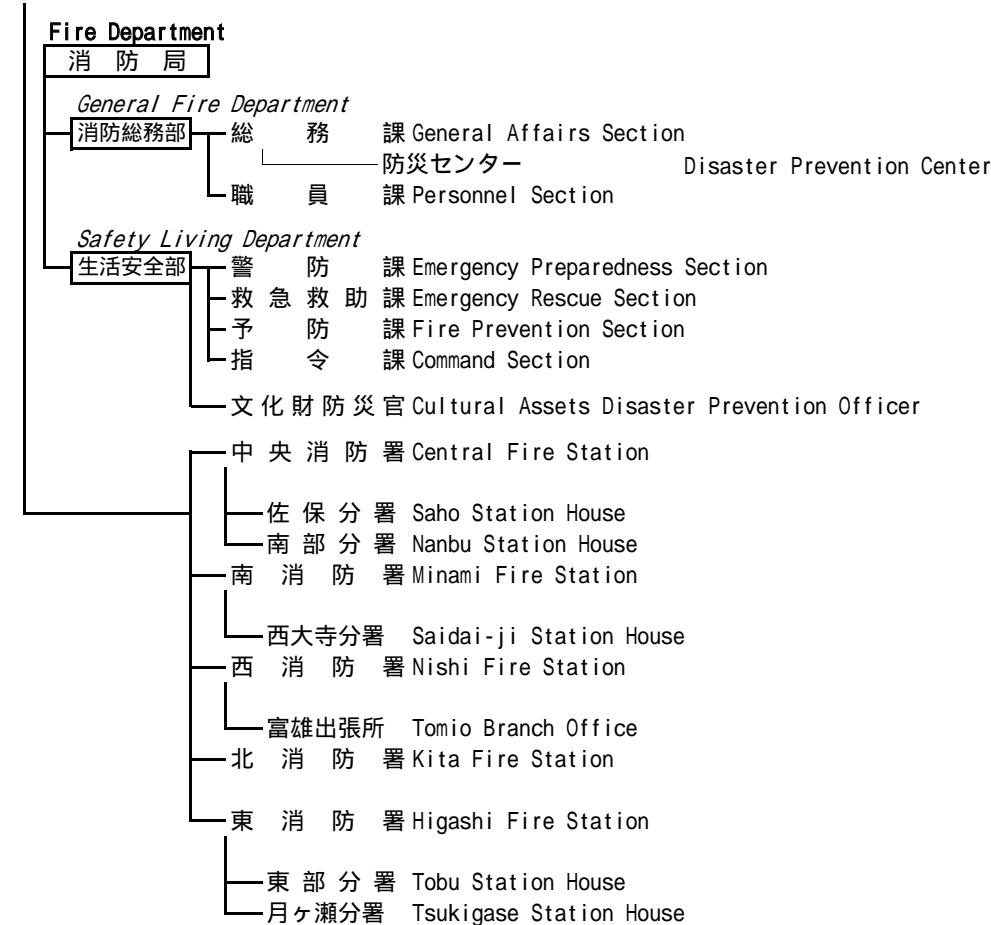 Fire Department
消防局
General Fire Department
消防総務部 総務課 General Affairs Section
防災センター Disaster Prevention Center
職員課 Personnel Section
Safety Living Department
生活安全部 警防課 Emergency Preparedness Section
救急救助課 Emergency Rescue Section
予防課 Fire Prevention Section
指令課 Command Section
文化財防災官 Cultural Assets Disaster Prevention Officer
中央消防署 Central Fire Station
佐保分署 Saho Station House
南部分署 Nanbu Station House
南消防署 Minami Fire Station
西大寺分署 Saidai-ji Station House
西消防署 Nishi Fire Station
富雄出張所 Tomio Branch Office
北消防署 Kita Fire Station
東消防署 Higashi Fire Station
東部分署 Tobu Station House
月ヶ瀬分署 Tsukigase Station House